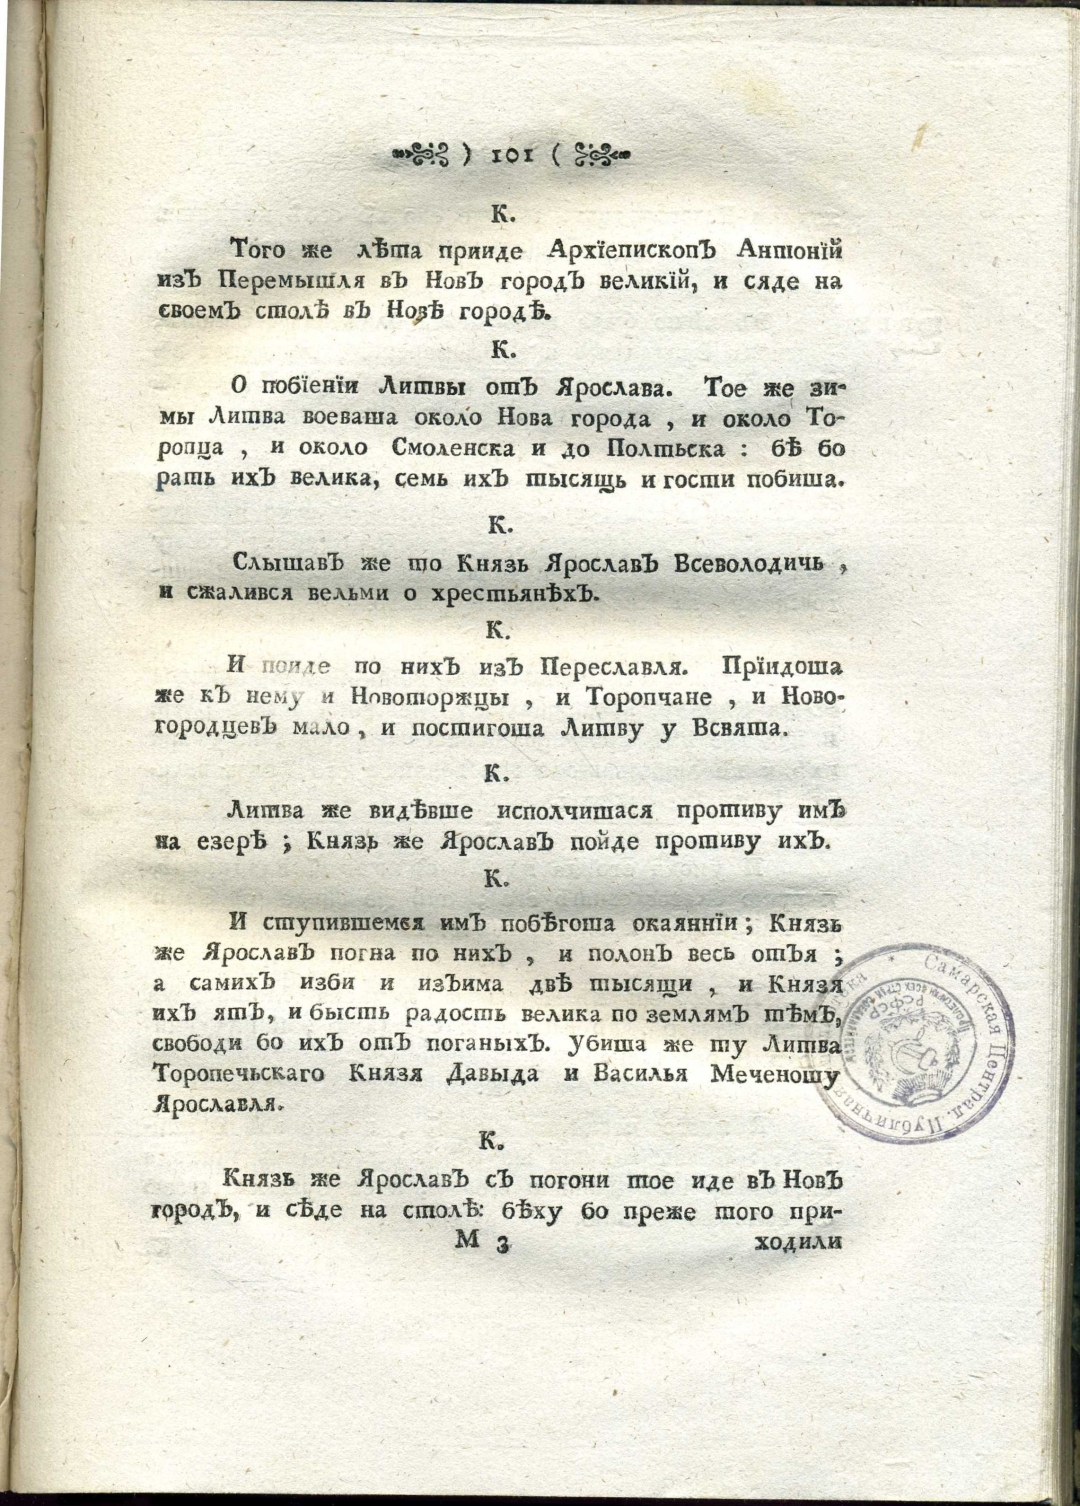 ) 101 (
К.
Того же лѣта прииде Архїепископъ Антонїй
изъ Перемышля въ Новъ городъ великїй, и сяде на
своемъ столѣ въ Новѣ городѣ.
К.
О побїенїи Литвы отъ Ярослава. Тое же зи-
мы Литва воеваша около Нова города , и около То-
ропца , и около Смоленска и до Полтьска : бѣ бо
рать ихъ велика, семь ихъ тысящь и гости побиша.
К.
Слышавъ же то Князь Ярославъ Всеволодичь ,
и сжалився вельми о хрестьянѣхъ.
К.
И поиде по нихъ изъ Переславля. Прїидоша
же къ нему и Новоторжцы , и Торопчане , и Ново-
городцевъ мало , и постигоша Литву у Всвята.
К.
Литва же видѣвше исполчишася противу имъ
на езерѣ ; Князь же Ярославъ пойде противу ихъ.
К.
И ступившемся имъ побѣгоша окаяннїи ; Князь
же Ярославъ погна по нихъ , и полонъ весь отъя ;
а самихъ изби и изъима двѣ тысящи , и Князя
ихъ ятъ, и бысть радость велика по землямъ тѣмъ,
свободи бо ихъ отъ поганыхъ. Убиша же ту Литва
Торопечьскаго Князя Давыда и Василья Меченошу
Ярославля.
К.
Князь же Ярославъ съ погони тое иде въ Новъ
городъ, и сѣде на столѣ: бѣху бо преже того при-
М 3 ходили
Самарская Централ. Публичная
РСФСР